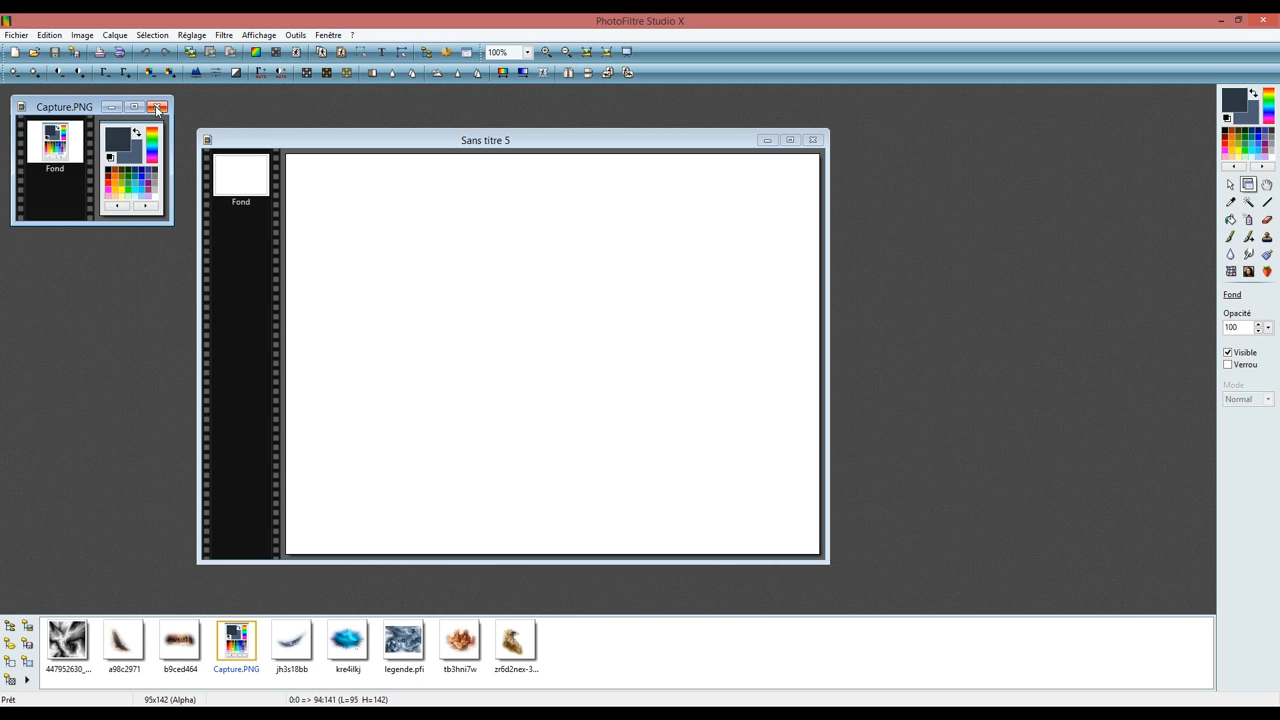 PhotoFiltre Studio X
Fichier Edition Image Calque Sélection Réglage Filtre Affichage Outils Fenêtre ?
100%
Capture.PNG
Fond
Sans titre 5
Fond
Fond
Opacité
100
Visible
Verrou
Mode
Normal
447952630_... a98c2971 b9ced464 Capture.PNG jh3s18bb kre4ilkj legende.pfi tb3hni7w zr6d2nex-3...
Prêt 95x142 (Alpha) 0:0 => 94:141 (L=95 H=142)